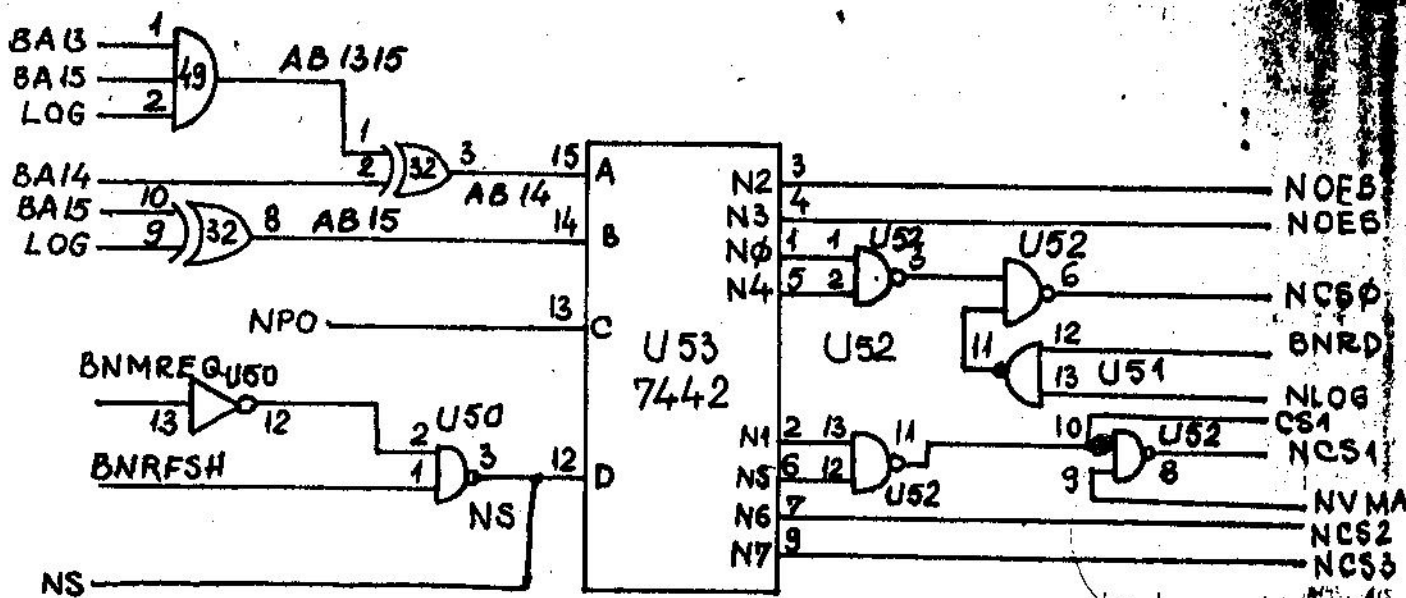 1
BA13
BA15
LOG
2
49
AB 1315
BA14
1
2
32
3
AB 14
15
A
BA15
LOG
10
9
32
8
AB15
14
B
NPO
13
C
BNMREQ
U50
13
12
U50
BNRFSH
2
1
3
NS
12
D
NS
U53
7442
N2
3
NOEB
N3
4
NOEB
NØ
1
1
U52
3
U52
6
NCSØ
N4
5
2
U52
11
12
BNRD
13
U51
NLOG
N1
2
13
11
10
CS1
U52
NCS1
N5
6
12
U52
9
8
NVMA
N6
7
NCS2
N7
9
NCS3